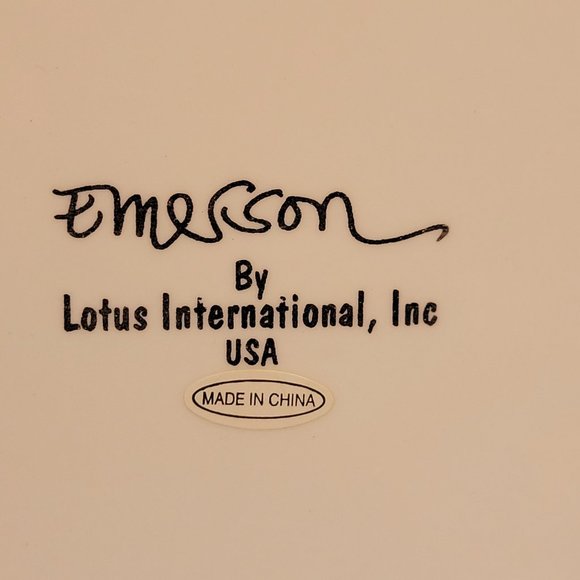 Emerson
By
Lotus International, Inc
USA
MADE IN CHINA